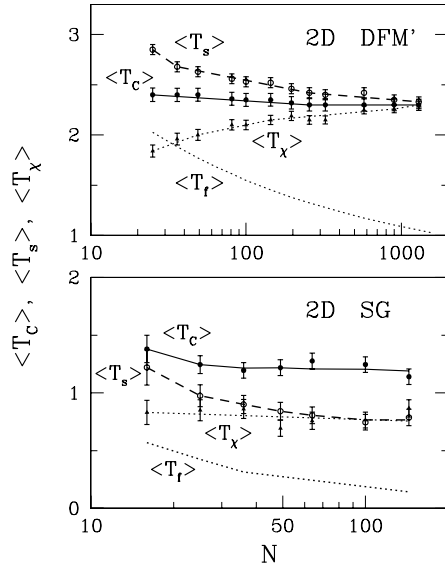 <T_s>
2D DFM'
3
<T_C>
2
<T_χ>
<T_f>
1
10
100
1000
<T_C>, <T_s>, <T_χ>
2
2D SG
<T_C>
<T_s>
1
<T_χ>
<T_f>
0
10
50
100
N